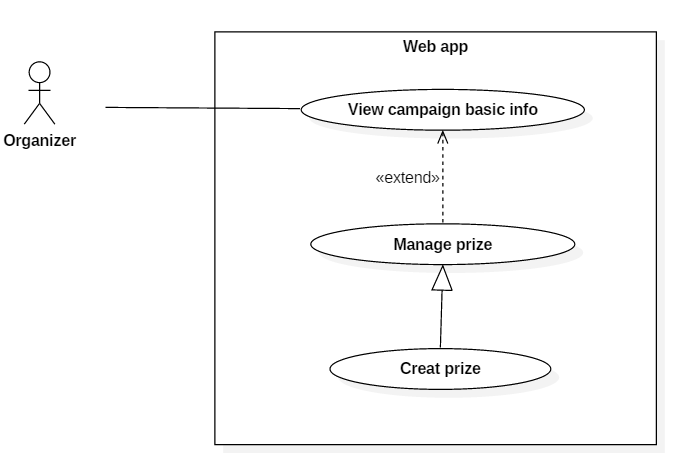 Web app
Organizer
View campaign basic info
«extend»
Manage prize
Creat prize